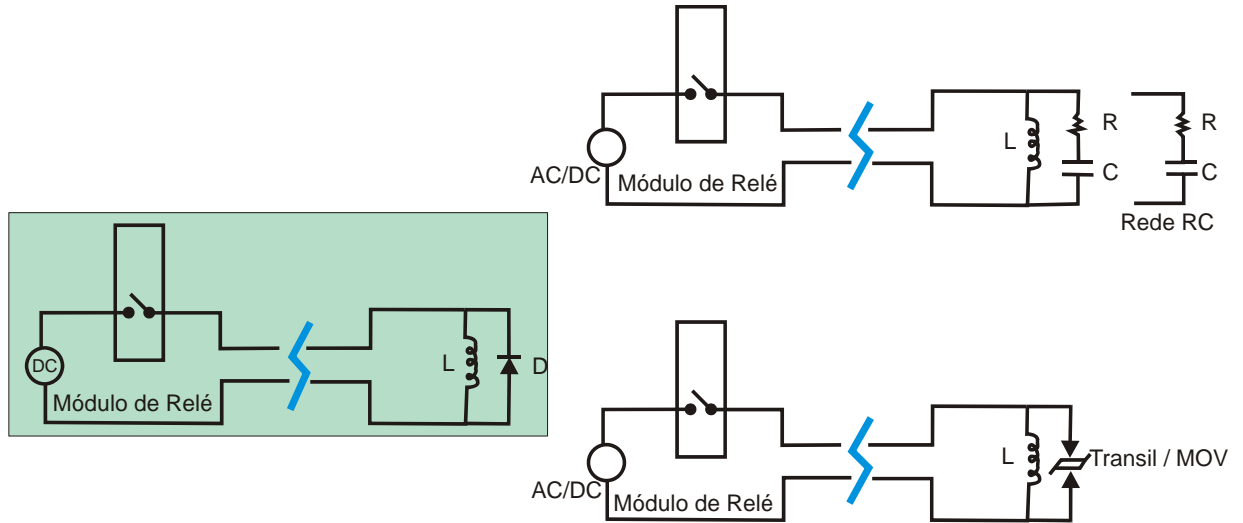 L
R
C
R
C
AC/DC
Módulo de Relé
Rede RC
DC
L
D
Módulo de Relé
L
Transil / MOV
AC/DC
Módulo de Relé